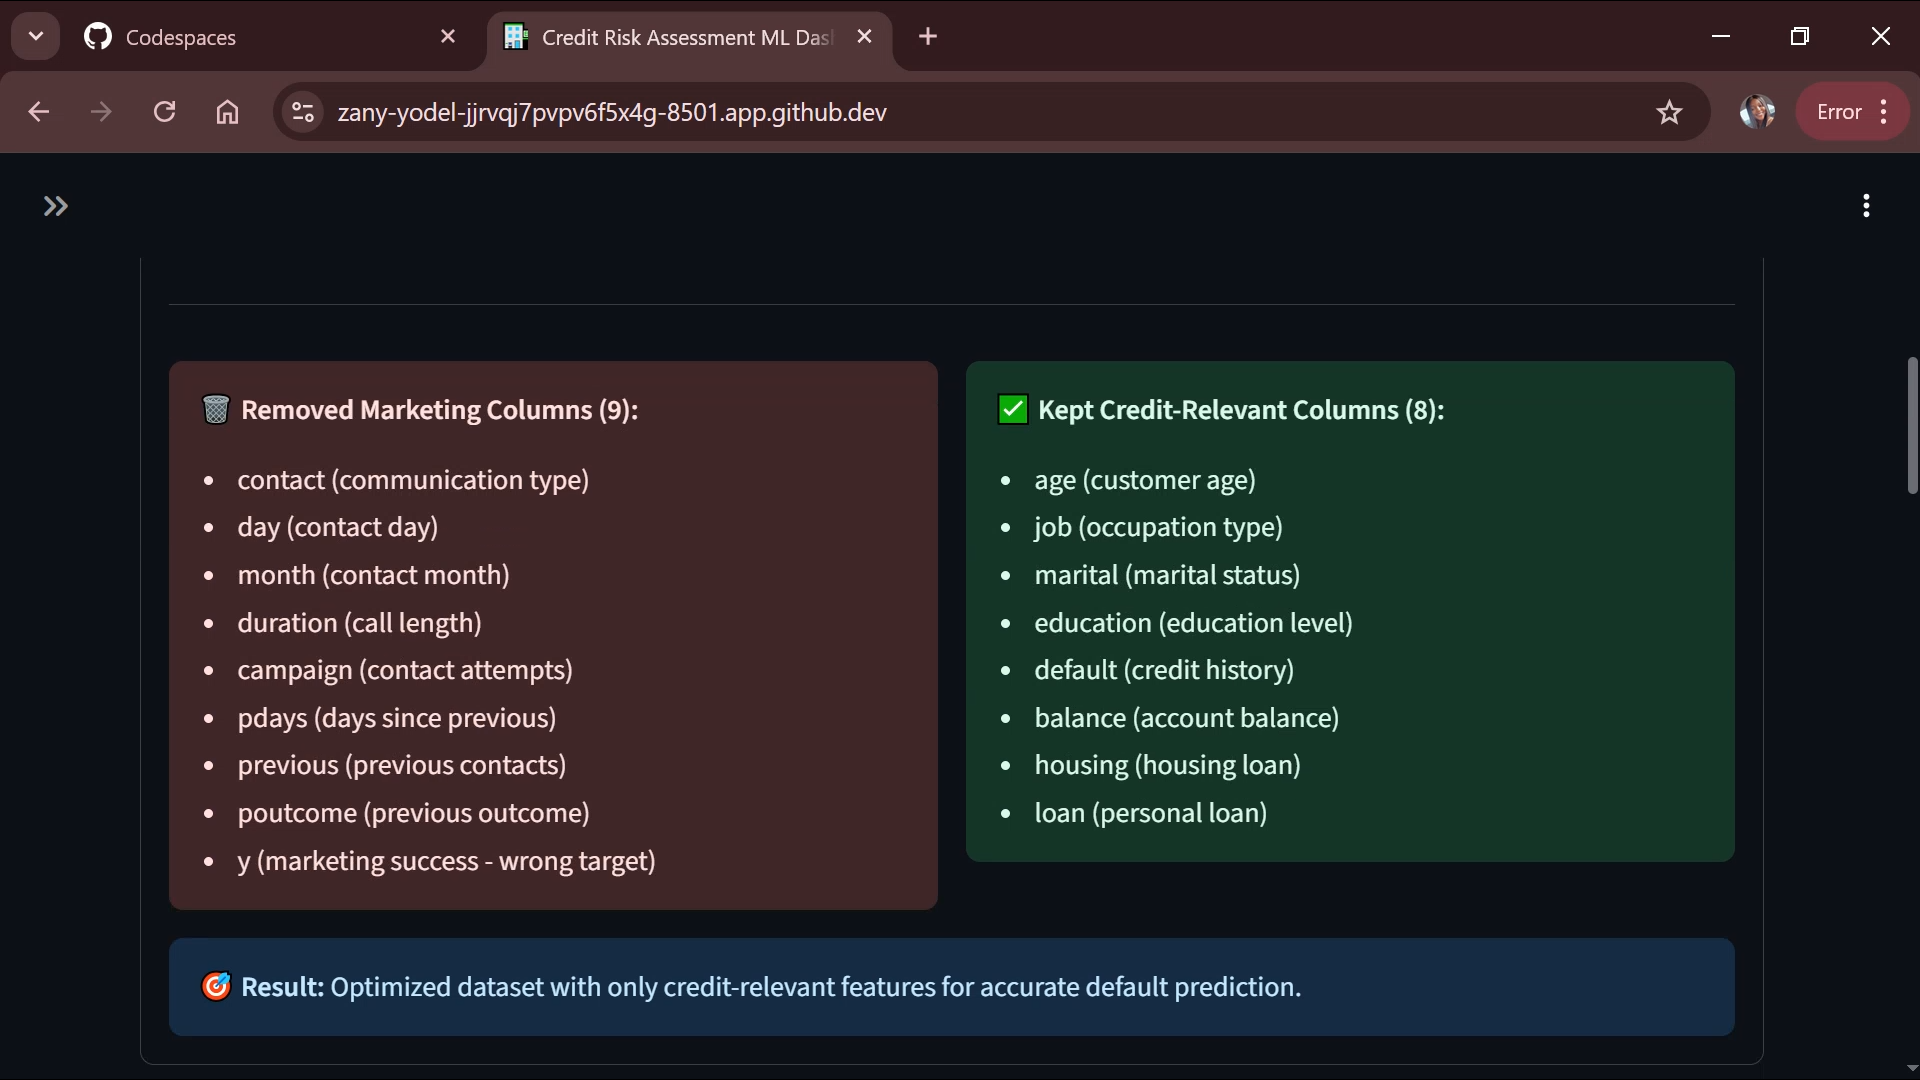 Codespaces
Credit Risk Assessment ML Das
zany-yodel-jjrvqj7pvpv6f5x4g-8501.app.github.dev
Error
Removed Marketing Columns (9):
contact (communication type)
day (contact day)
month (contact month)
duration (call length)
campaign (contact attempts)
pdays (days since previous)
previous (previous contacts)
poutcome (previous outcome)
y (marketing success - wrong target)
Kept Credit-Relevant Columns (8):
age (customer age)
job (occupation type)
marital (marital status)
education (education level)
default (credit history)
balance (account balance)
housing (housing loan)
loan (personal loan)
Result: Optimized dataset with only credit-relevant features for accurate default prediction.